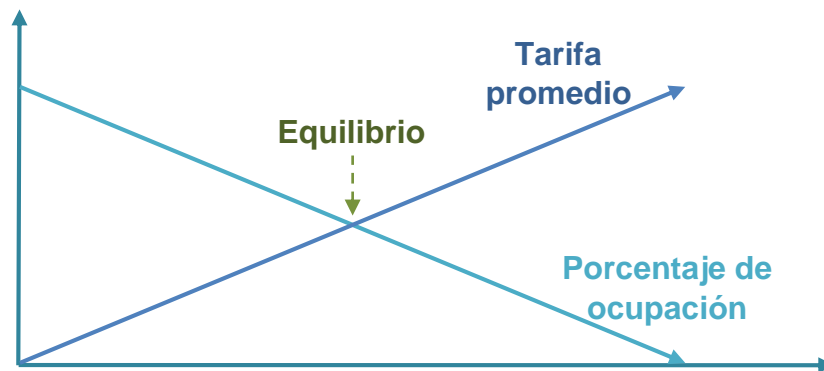 Tarifa
promedio
Equilibrio
Porcentaje de
ocupación